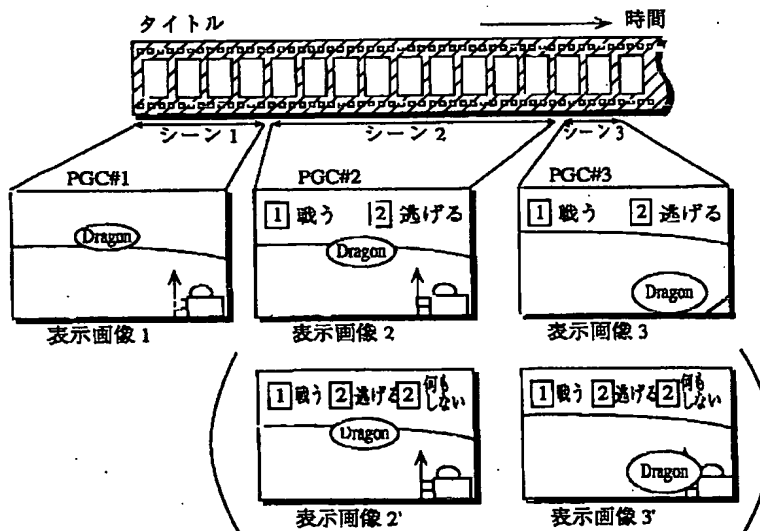 タイトル
時間
シーン1
シーン2
シーン3
PGC#1
Dragon
表示画像1
PGC#2
1 戦う 2 逃げる
Dragon
表示画像2
PGC#3
1 戦う 2 逃げる
Dragon
表示画像3
1 戦う 2 逃げる 2 何も
しない
Dragon
表示画像2'
1 戦う 2 逃げる 2 何も
しない
Dragon
表示画像3'